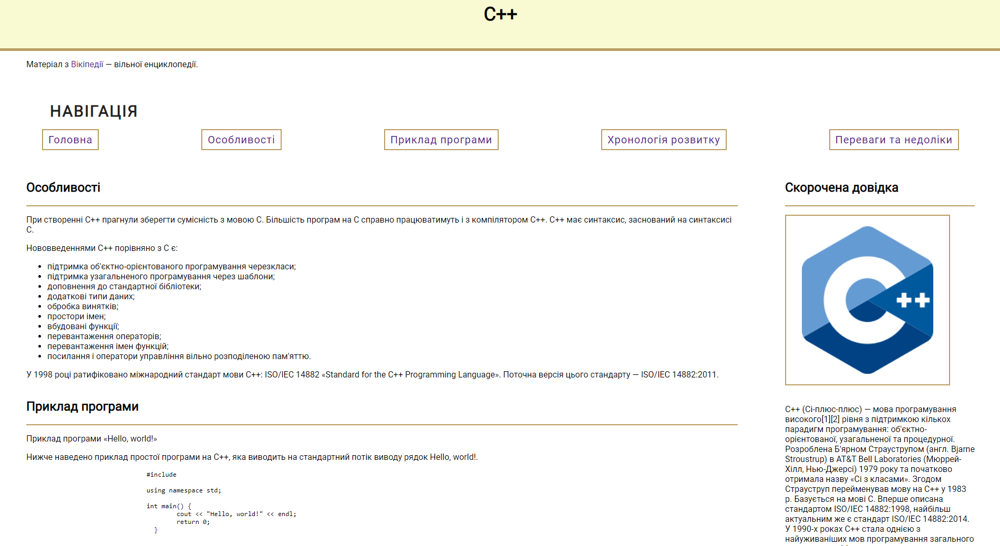 C++
Матеріал з Вікіпедії — вільної енциклопедії.
НАВІГАЦІЯ
Головна
Особливості
Приклад програми
Хронологія розвитку
Переваги та недоліки
Особливості
При створенні C++ прагнули зберегти сумісність з мовою C. Більшість програм на C справно працюватимуть і з компілятором C++. C++ має синтаксис, заснований на синтаксисі
C.
Нововведеннями C++ порівняно з C є:
підтримка об'єктно-орієнтованого програмування черезкласи;
підтримка узагальненого програмування через шаблони;
доповнення до стандартної бібліотеки;
додаткові типи даних;
обробка винятків;
простори імен;
вбудовані функції;
перевантаження операторів;
перевантаження імен функцій;
посилання і оператори управління вільно розподіленою пам'яттю.
У 1998 році ратифіковано міжнародний стандарт мови C++: ISO/IEC 14882 «Standard for the C++ Programming Language». Поточна версія цього стандарту — ISO/IEC 14882:2011.
Приклад програми
Приклад програми «Hello, world!»
Нижче наведено приклад простої програми на C++, яка виводить на стандартний потік виводу рядок Hello, world!.
#include
using namespace std;
int main() {
cout << "Hello, world!" << endl;
return 0;
}
Скорочена довідка
C++
C++ (Сі-плюс-плюс) — мова програмування
високого[1][2] рівня з підтримкою кількох
парадигм програмування: об'єктно-
орієнтованої, узагальненої та процедурної.
Розроблена Б'ярном Страуструпом (англ. Bjarne
Stroustrup) в AT&T Bell Laboratories (Мюррей-
Хілл, Нью-Джерсі) 1979 року та початково
отримала назву «Сі з класами». Згодом
Страуструп перейменував мову на C++ у 1983
р. Базується на мові C. Вперше описана
стандартом ISO/IEC 14882:1998, найбільш
актуальним же є стандарт ISO/IEC 14882:2014.
У 1990-х роках C++ стала однією з
найуживаніших мов програмування загального